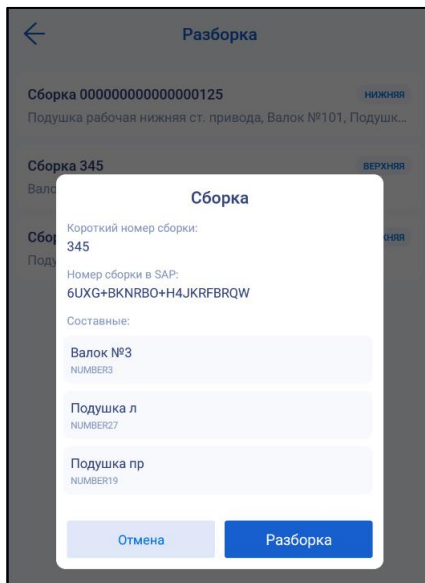 Разборка
Сборка 000000000000000125 НИЖНЯЯ
Подушка рабочая нижняя ст. привода, Валок №101, Подушк...
Сборка 345 ВЕРХНЯЯ
Сборка
Короткий номер сборки:
345
Номер сборки в SAP:
6UXG+BKNRBO+H4JKRFBRQW
Составные:
Валок №3
NUMBER3
Подушка л
NUMBER27
Подушка пр
NUMBER19
Отмена Разборка